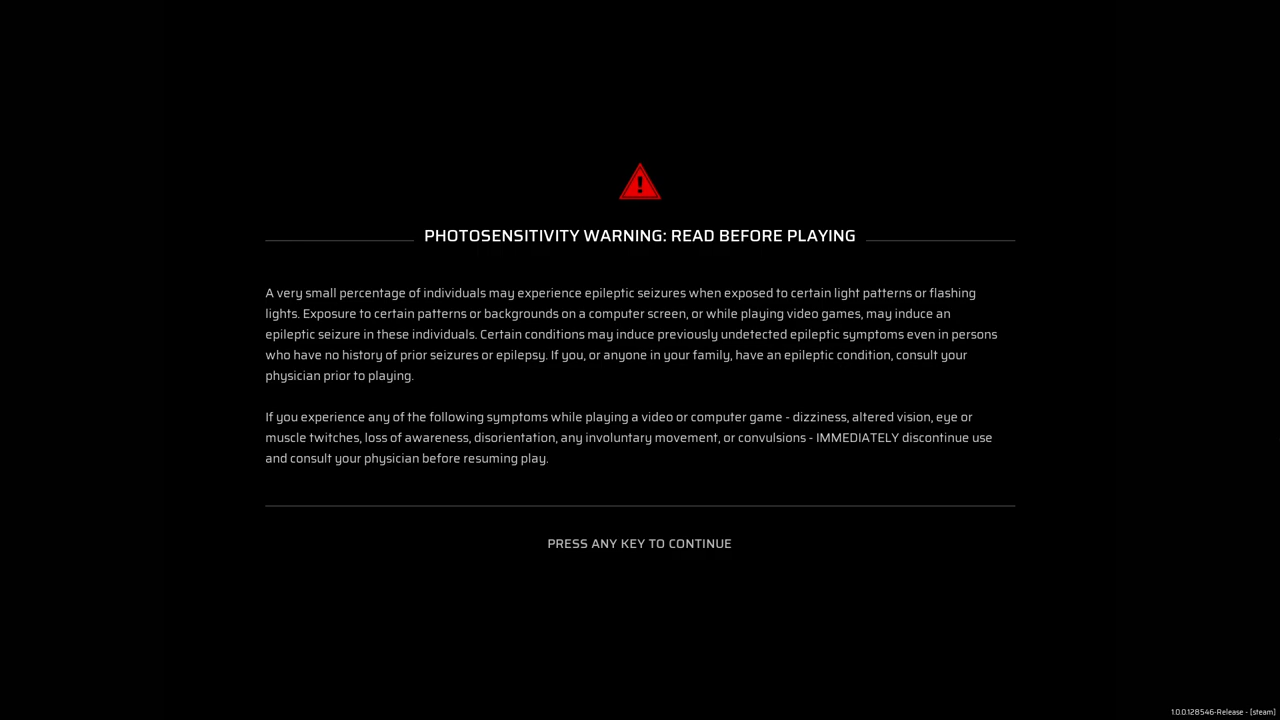 PHOTOSENSITIVITY WARNING: READ BEFORE PLAYING
A very small percentage of individuals may experience epileptic seizures when exposed to certain light patterns or flashing
lights. Exposure to certain patterns or backgrounds on a computer screen, or while playing video games, may induce an
epileptic seizure in these individuals. Certain conditions may induce previously undetected epileptic symptoms even in persons
who have no history of prior seizures or epilepsy. If you, or anyone in your family, have an epileptic condition, consult your
physician prior to playing.
If you experience any of the following symptoms while playing a video or computer game - dizziness, altered vision, eye or
muscle twitches, loss of awareness, disorientation, any involuntary movement, or convulsions - IMMEDIATELY discontinue use
and consult your physician before resuming play.
PRESS ANY KEY TO CONTINUE
1.0.0.128546-Release - [steam]